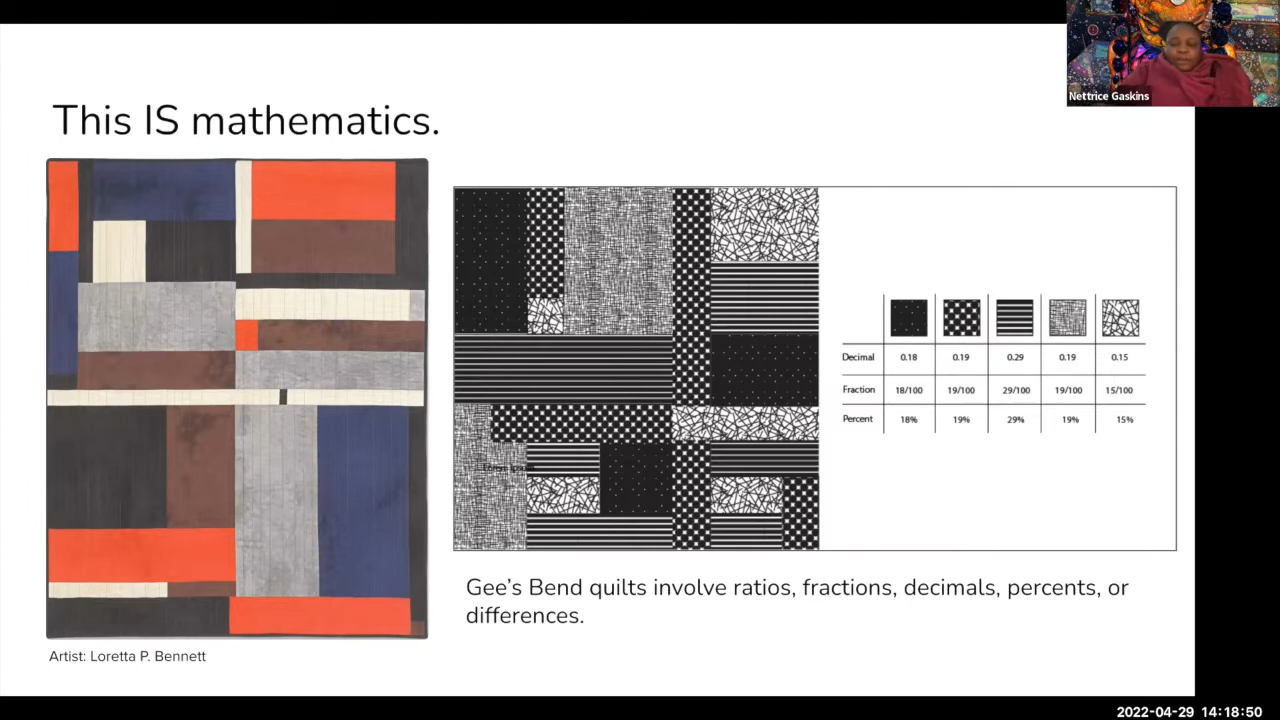 Nettrice Gaskins
This IS mathematics.
Decimal 0.18 0.19 0.29 0.19 0.15
Fraction 18/100 19/100 29/100 19/100 15/100
Percent 18% 19% 29% 19% 15%
Gee's Bend quilts involve ratios, fractions, decimals, percents, or
differences.
Artist: Loretta P. Bennett
2022-04-29 14:18:50